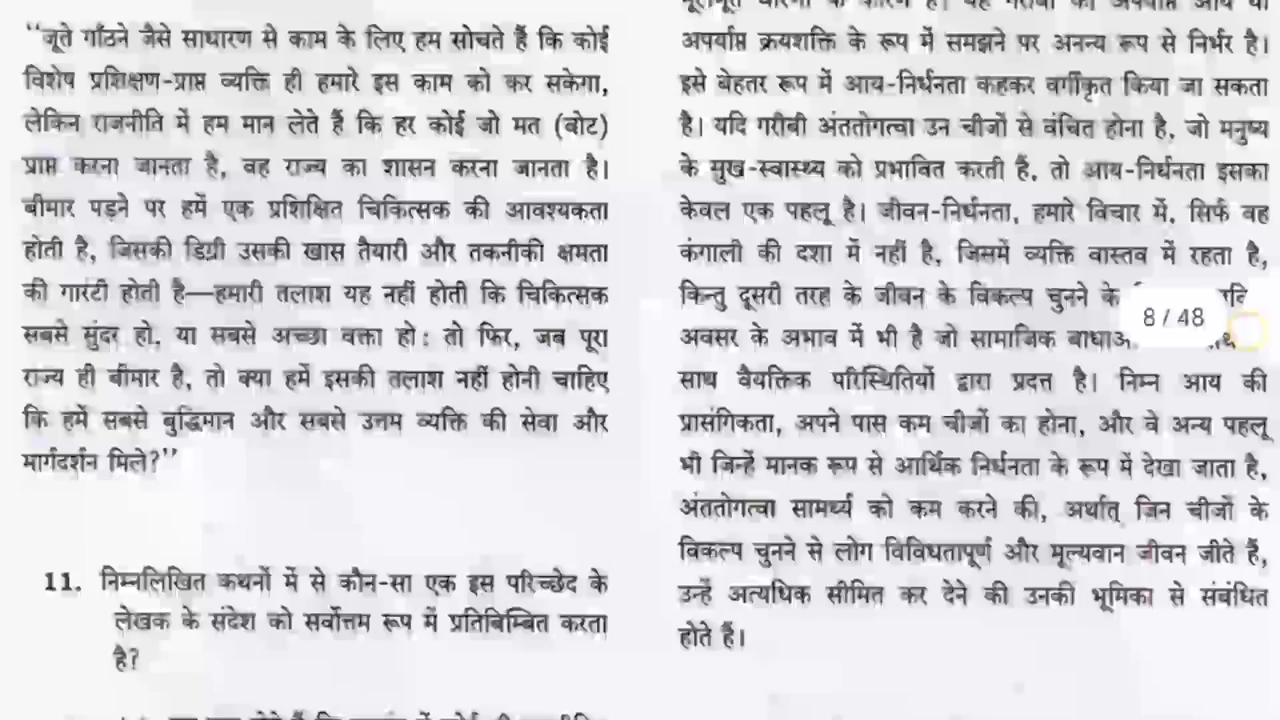 “जूते गाँठने जैसे साधारण से काम के लिए हम सोचते हैं कि कोई
विशेष प्रशिक्षण-प्राप्त व्यक्ति ही हमारे इस काम को कर सकेगा,
लेकिन राजनीति में हम मान लेते हैं कि हर कोई जो मत (वोट)
प्राप्त करना जानता है, वह राज्य का शासन करना जानता है।
बीमार पड़ने पर हमें एक प्रशिक्षित चिकित्सक की आवश्यकता
होती है, जिसकी डिग्री उसकी खास तैयारी और तकनीकी क्षमता
की गारंटी होती है—हमारी तलाश यह नहीं होती कि चिकित्सक
सबसे सुंदर हो, या सबसे अच्छा वक्ता हो: तो फिर, जब पूरा
राज्य ही बीमार है, तो क्या हमें इसकी तलाश नहीं होनी चाहिए
कि हमें सबसे बुद्धिमान और सबसे उत्तम व्यक्ति की सेवा और
मार्गदर्शन मिले?”
11. निम्नलिखित कथनों में से कौन-सा एक इस परिच्छेद के
लेखक के संदेश को सर्वोत्तम रूप में प्रतिबिम्बित करता
है?
अपर्याप्त क्रयशक्ति के रूप में समझने पर अनन्य रूप से निर्भर है।
इसे बेहतर रूप में आय-निर्धनता कहकर वर्गीकृत किया जा सकता
है। यदि गरीबी अंततोगत्वा उन चीजों से वंचित होना है, जो मनुष्य
के सुख-स्वास्थ्य को प्रभावित करती हैं, तो आय-निर्धनता इसका
केवल एक पहलू है। जीवन-निर्धनता, हमारे विचार में, सिर्फ वह
कंगाली की दशा में नहीं है, जिसमें व्यक्ति वास्तव में रहता है,
किन्तु दूसरी तरह के जीवन के विकल्प चुनने के
8 / 48
अवसर के अभाव में भी है जो सामाजिक
साथ वैयक्तिक परिस्थितियों द्वारा प्रदत्त है। निम्न आय की
प्रासंगिकता, अपने पास कम चीजों का होना, और वे अन्य पहलू
भी जिन्हें मानक रूप से आर्थिक निर्धनता के रूप में देखा जाता है,
अंततोगत्वा सामर्थ्य को कम करने की, अर्थात् जिन चीजों के
विकल्प चुनने से लोग विविधतापूर्ण और मूल्यवान जीवन जीते हैं,
उन्हें अत्यधिक सीमित कर देने की उनकी भूमिका से संबंधित
होते हैं।